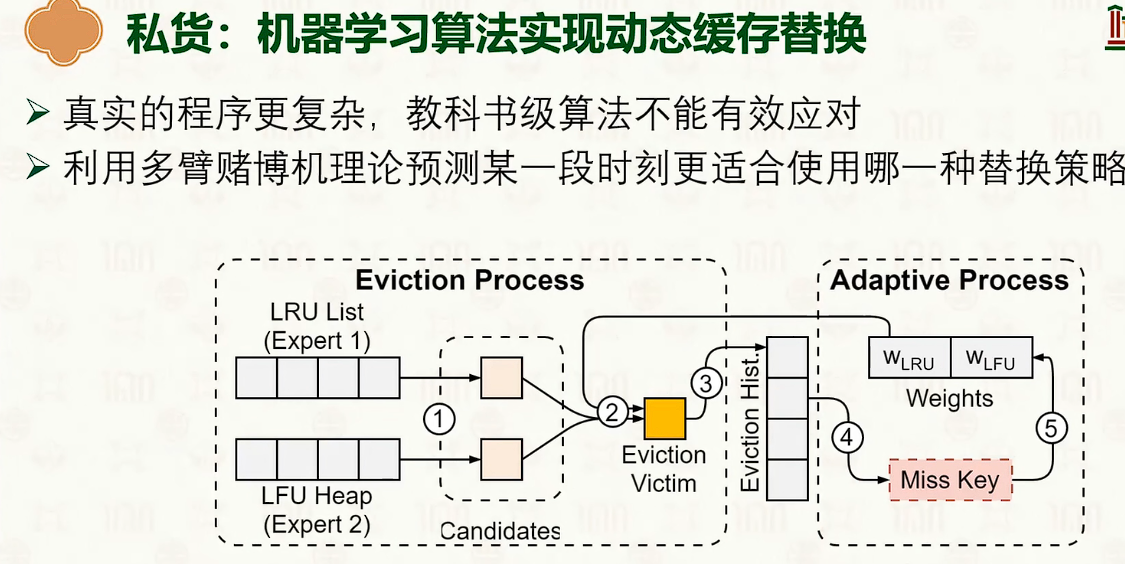 私货：机器学习算法实现动态缓存替换
真实的程序更复杂，教科书级算法不能有效应对
利用多臂赌博机理论预测某一段时刻更适合使用哪一种替换策略
Eviction Process
Adaptive Process
LRU List
(Expert 1)
1
LFU Heap
(Expert 2)
Candidates
2
Eviction
Victim
3
Eviction Hist.
4
wLRU wLFU
Weights
5
Miss Key